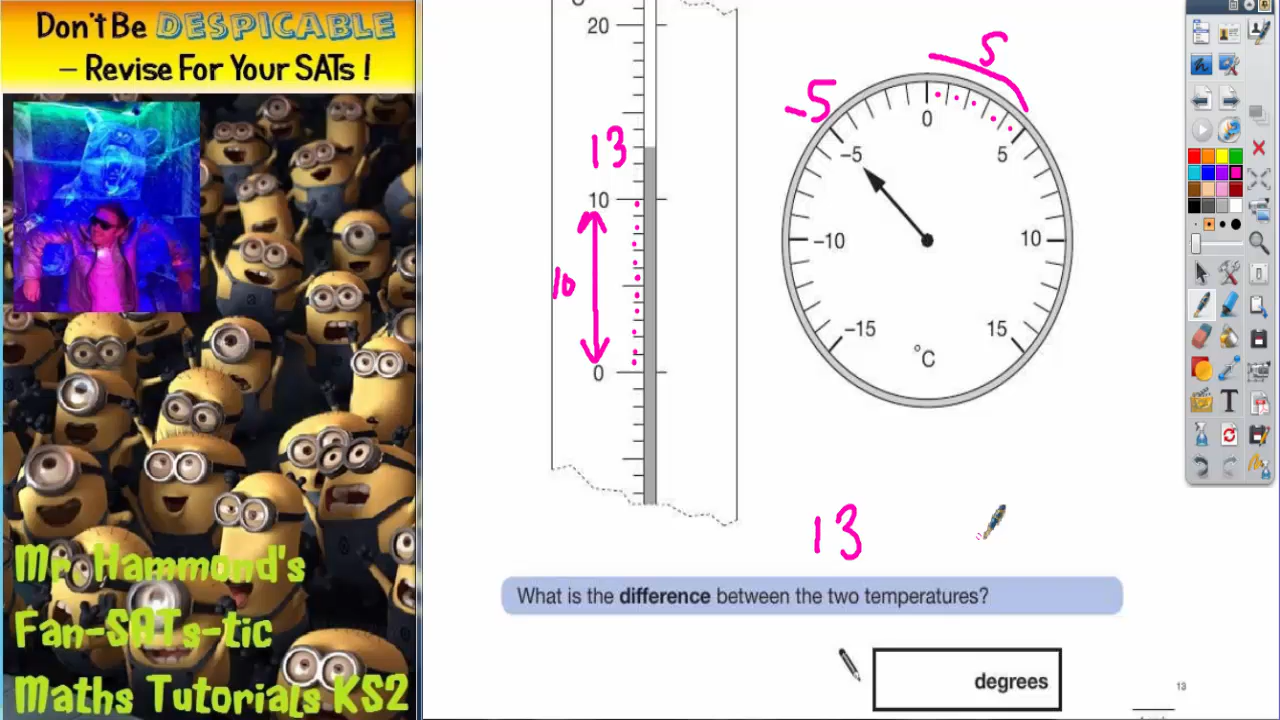 Don't Be DESPICABLE
– Revise For Your SATs !
Mr. Hammond's
Fan-SATs-tic
Maths Tutorials KS2
20
13
10
10
0
-5
5
0
–5
5
–10
10
–15
15
°C
13
What is the difference between the two temperatures?
degrees
13